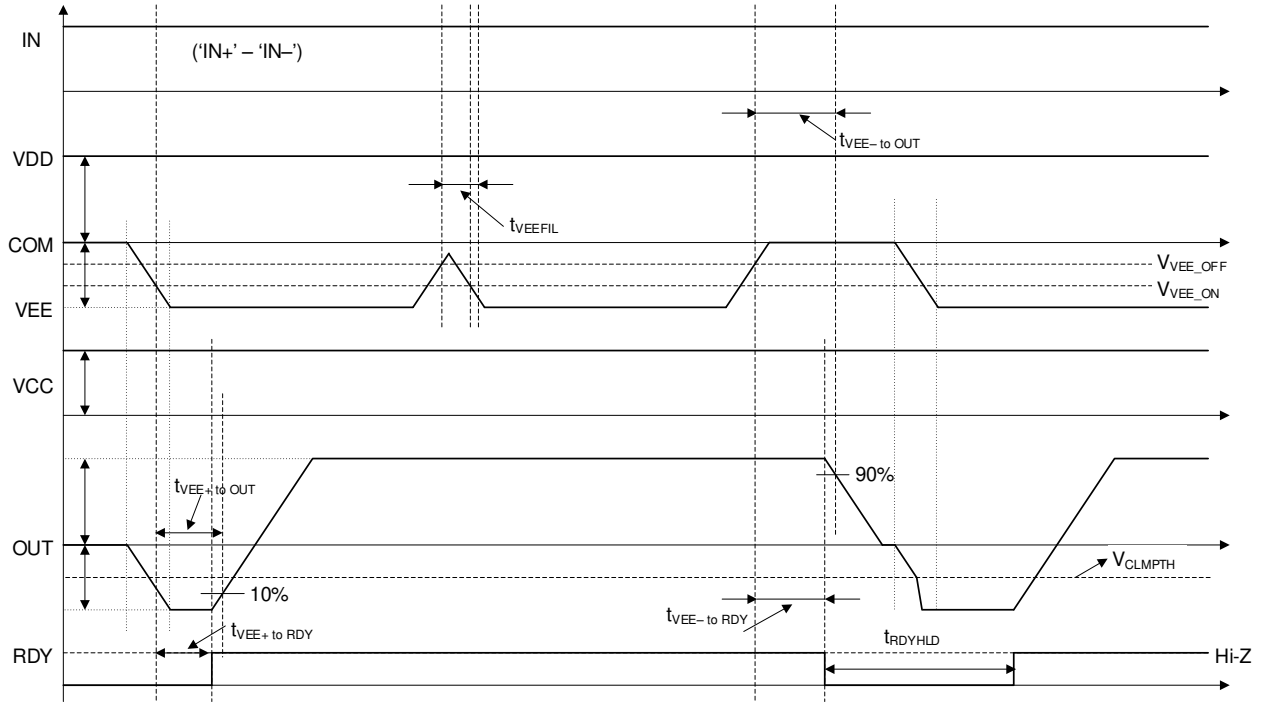 IN
('IN+' – 'IN–')
tVEE– to OUT
VDD
tVEEFIL
COM
VVEE_OFF
VVEE_ON
VEE
VCC
90%
tVEE+ to OUT
OUT
VCLMPTH
10%
tVEE– to RDY
tVEE+ to RDY
tRDYHLD
RDY
Hi-Z